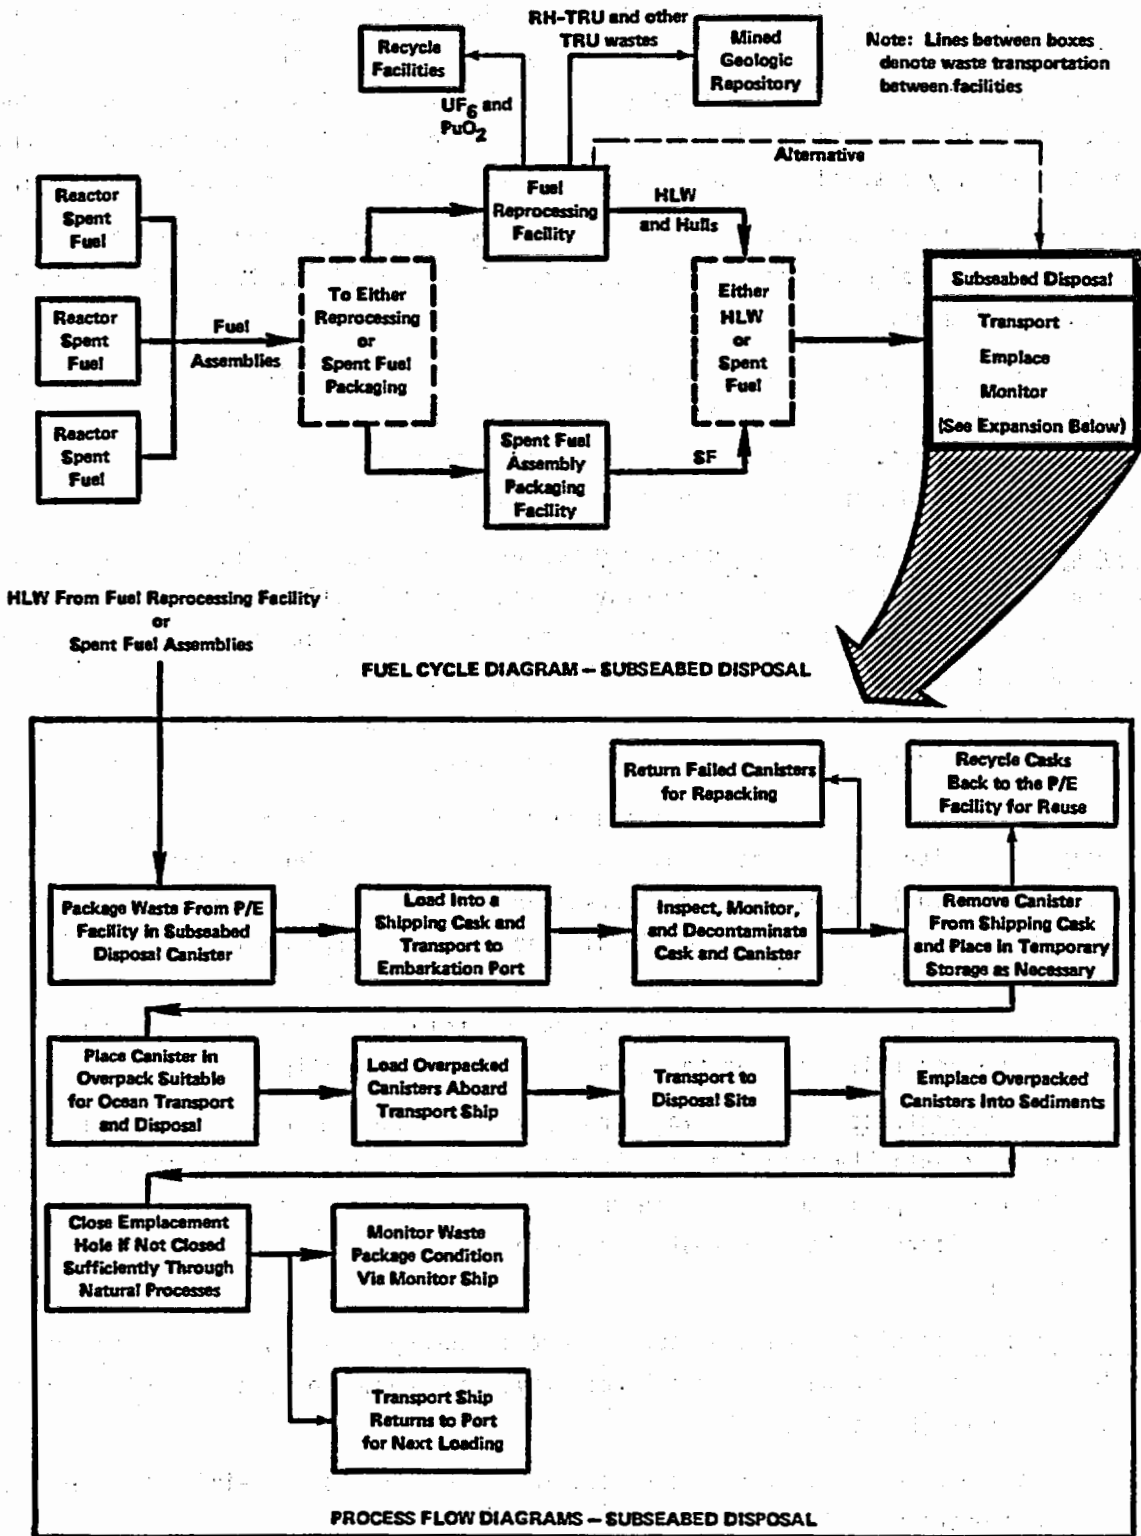 RH-TRU and other
TRU wastes
Recycle
Facilities
Mined
Geologic
Repository
Note: Lines between boxes
denote waste transportation
between facilities
UF6 and
PuO2
Alternative
Reactor
Spent
Fuel
Fuel
Reprocessing
Facility
HLW
and Hulls
Reactor
Spent
Fuel
Fuel
Assemblies
To Either
Reprocessing
or
Spent Fuel
Packaging
Either
HLW
or
Spent
Fuel
Subseabed Disposal
Transport
Emplace
Monitor
(See Expansion Below)
Reactor
Spent
Fuel
Spent Fuel
Assembly
Packaging
Facility
SF
HLW From Fuel Reprocessing Facility
or
Spent Fuel Assemblies
FUEL CYCLE DIAGRAM – SUBSEABED DISPOSAL
Return Failed Canisters
for Repacking
Recycle Casks
Back to the P/E
Facility for Reuse
Package Waste From P/E
Facility in Subseabed
Disposal Canister
Load Into a
Shipping Cask and
Transport to
Embarkation Port
Inspect, Monitor,
and Decontaminate
Cask and Canister
Remove Canister
From Shipping Cask
and Place in Temporary
Storage as Necessary
Place Canister in
Overpack Suitable
for Ocean Transport
and Disposal
Load Overpacked
Canisters Aboard
Transport Ship
Transport to
Disposal Site
Emplace Overpacked
Canisters Into Sediments
Close Emplacement
Hole If Not Closed
Sufficiently Through
Natural Processes
Monitor Waste
Package Condition
Via Monitor Ship
Transport Ship
Returns to Port
for Next Loading
PROCESS FLOW DIAGRAMS – SUBSEABED DISPOSAL